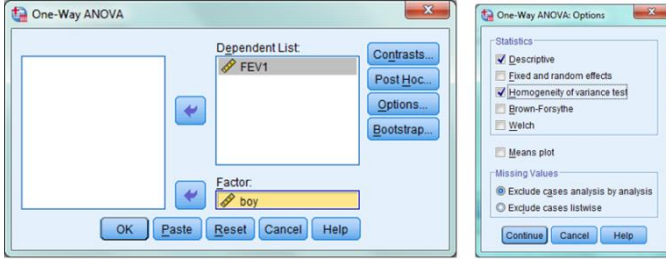 One-Way ANOVA
Dependent List:
FEV1
Contrasts...
Post Hoc...
Options...
Bootstrap...
Factor:
boy
OK Paste Reset Cancel Help
One-Way ANOVA: Options
Statistics
Descriptive
Fixed and random effects
Homogeneity of variance test
Brown-Forsythe
Welch
Means plot
Missing Values
Exclude cases analysis by analysis
Exclude cases listwise
Continue Cancel Help